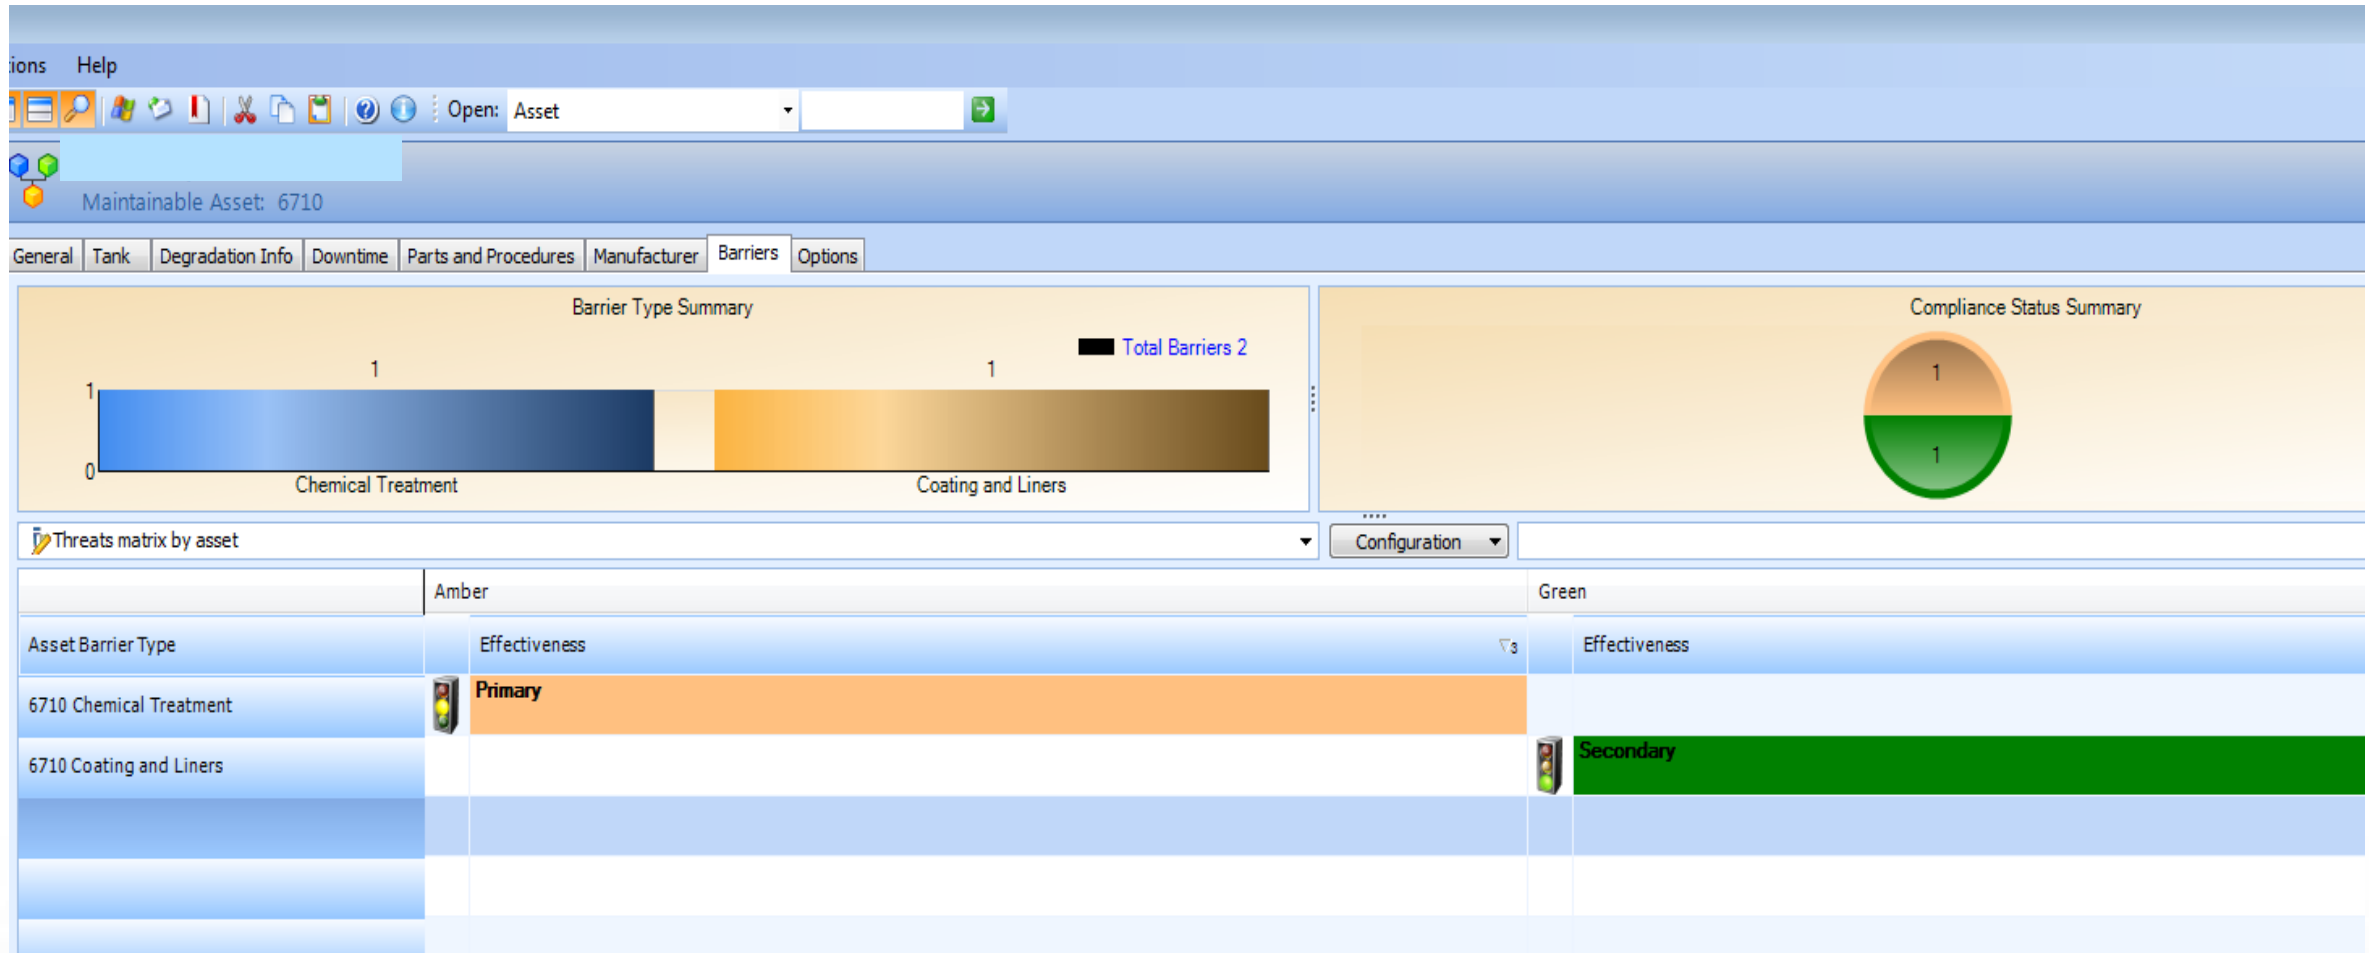 tions Help
Open: Asset
Maintainable Asset: 6710
General Tank Degradation Info Downtime Parts and Procedures Manufacturer Barriers Options
Barrier Type Summary
Total Barriers 2
1 1
1
0
Chemical Treatment Coating and Liners
Compliance Status Summary
1
1
Threats matrix by asset
Configuration
Amber Green
Asset Barrier Type Effectiveness 3 Effectiveness
6710 Chemical Treatment Primary
6710 Coating and Liners Secondary